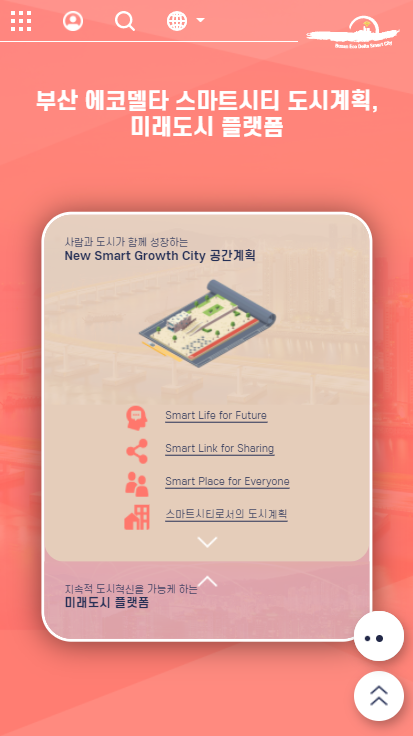 Busan Eco Delta Smart City
부산 에코델타 스마트시티 도시계획,
미래도시 플랫폼
사람과 도시가 함께 성장하는
New Smart Growth City 공간계획
Smart Life for Future
Smart Link for Sharing
Smart Place for Everyone
스마트시티로서의 도시계획
지속적 도시혁신을 가능케 하는
미래도시 플랫폼